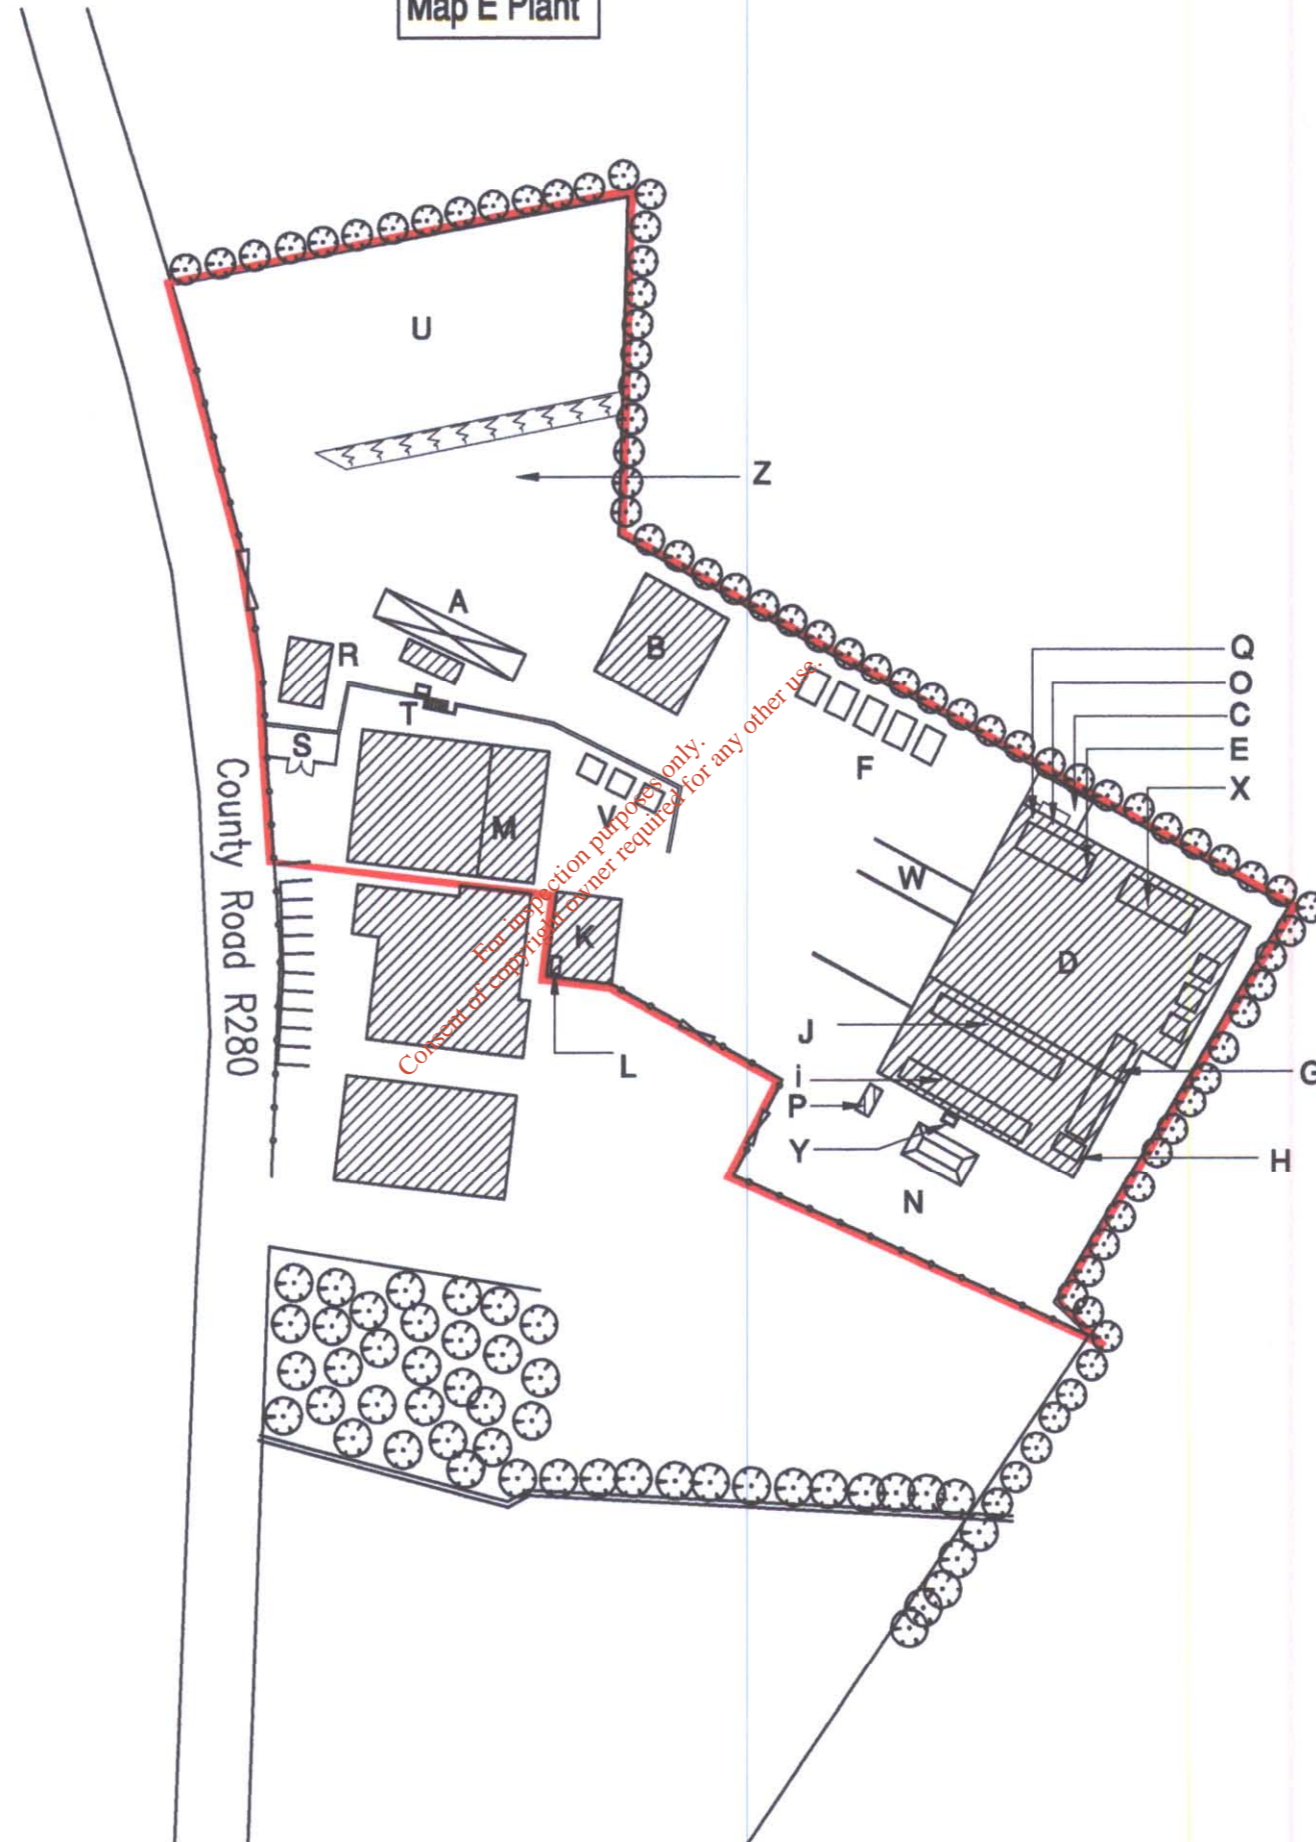 Map E Plant
U
Z
A
B
R
T
S
Q
O
C
E
X
F
V
M
W
K
D
J
L
i
G
P
Y
H
N
County Road R280
For inspection purposes only.
Consent of copyright owner required for any other use.